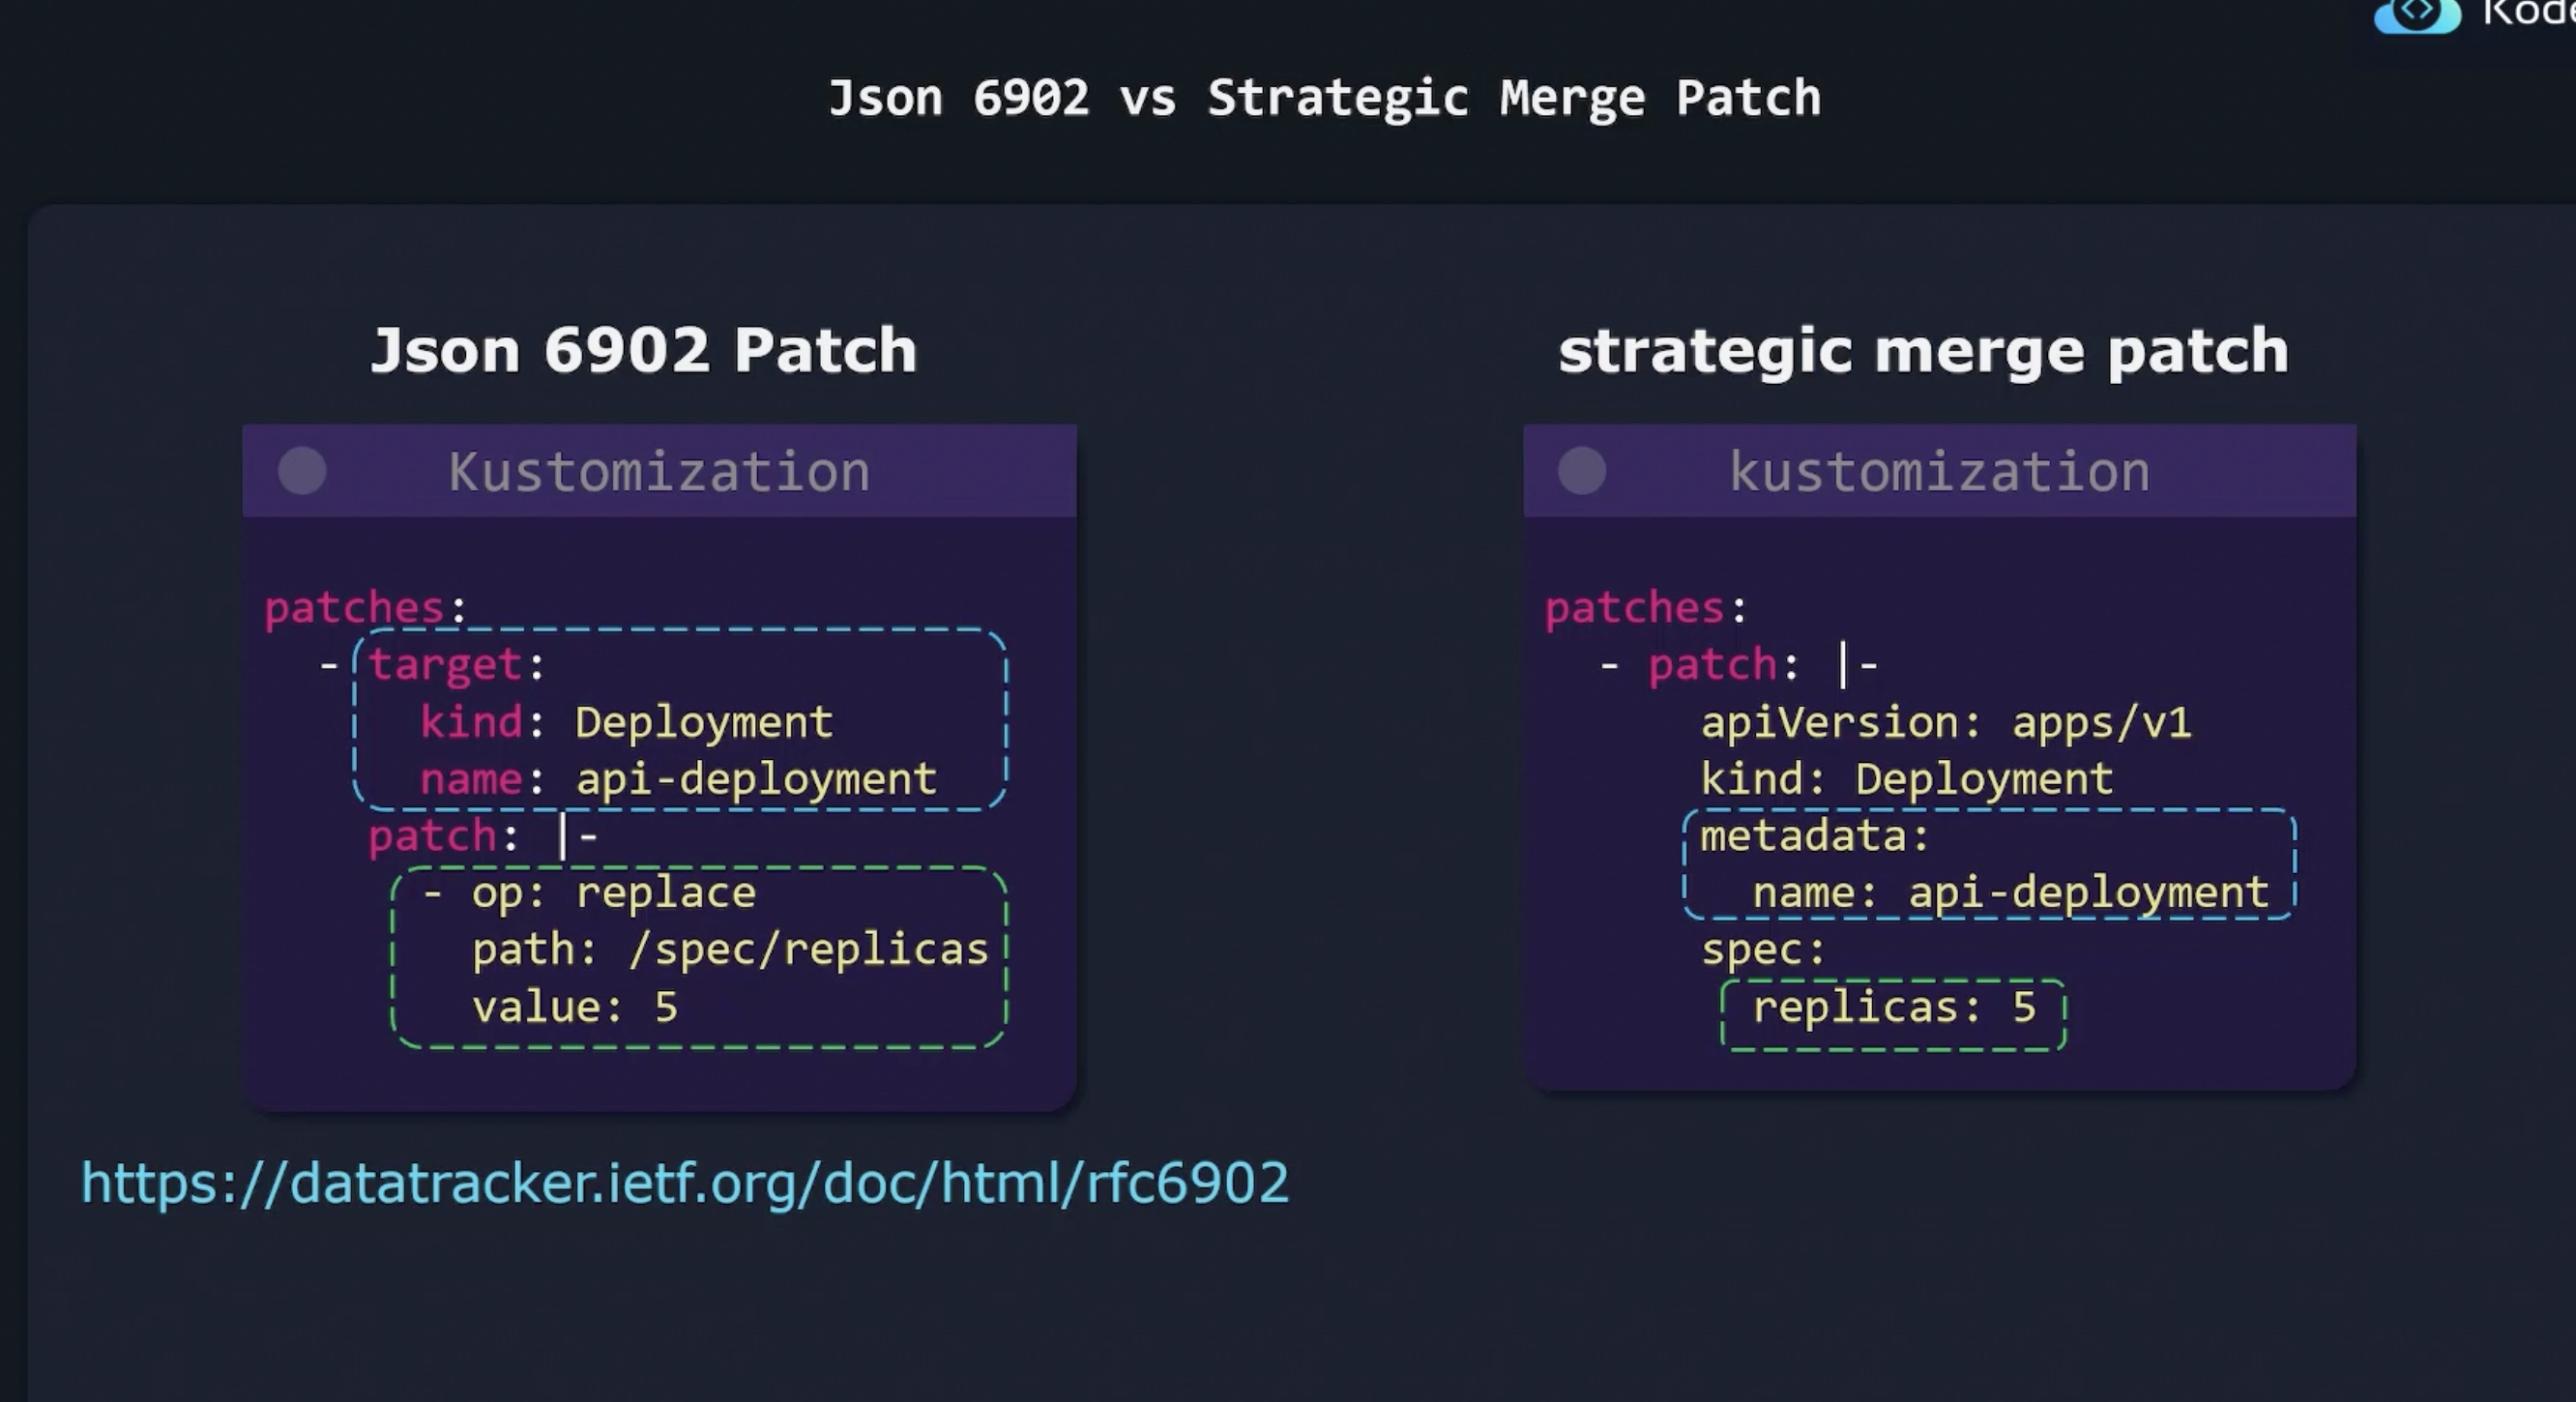 Json 6902 vs Strategic Merge Patch
Json 6902 Patch
Kustomization
patches:
  - target:
      kind: Deployment
      name: api-deployment
    patch: |-
      - op: replace
        path: /spec/replicas
        value: 5
https://datatracker.ietf.org/doc/html/rfc6902
strategic merge patch
kustomization
patches:
  - patch: |-
      apiVersion: apps/v1
      kind: Deployment
      metadata:
        name: api-deployment
      spec:
        replicas: 5